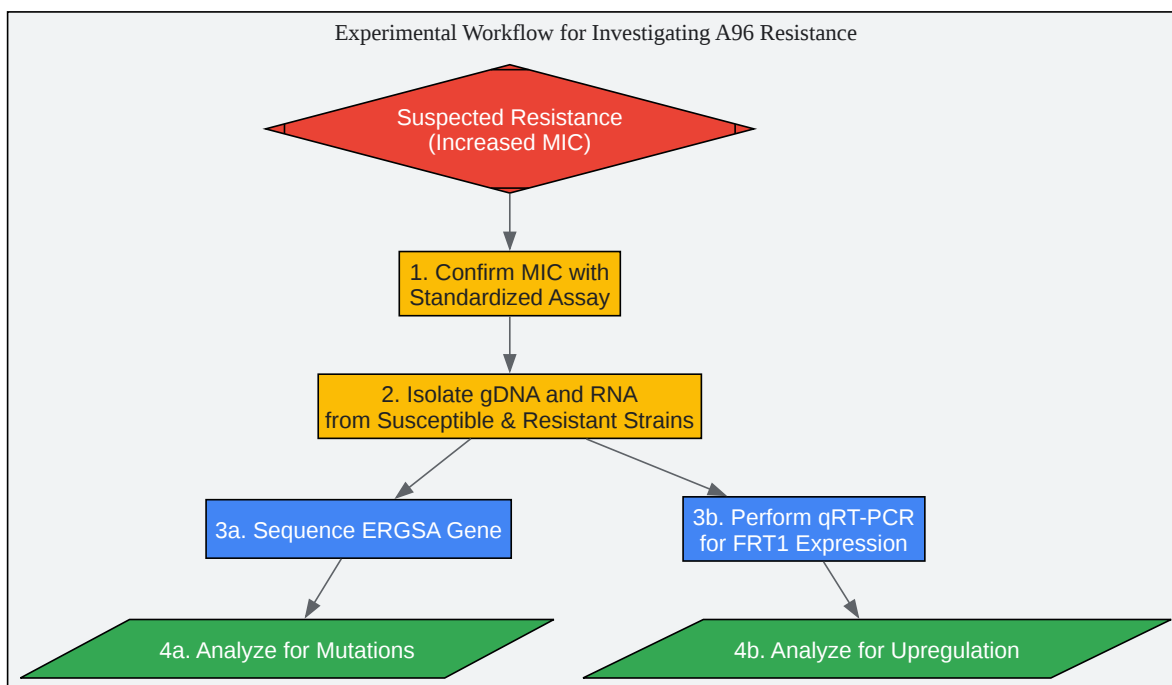 Experimental Workflow for Investigating A96 Resistance
Suspected Resistance
(Increased MIC)
1. Confirm MIC with
Standardized Assay
2. Isolate gDNA and RNA
from Susceptible & Resistant Strains
3a. Sequence ERGSA Gene
3b. Perform qRT-PCR
for FRT1 Expression
4a. Analyze for Mutations
4b. Analyze for Upregulation